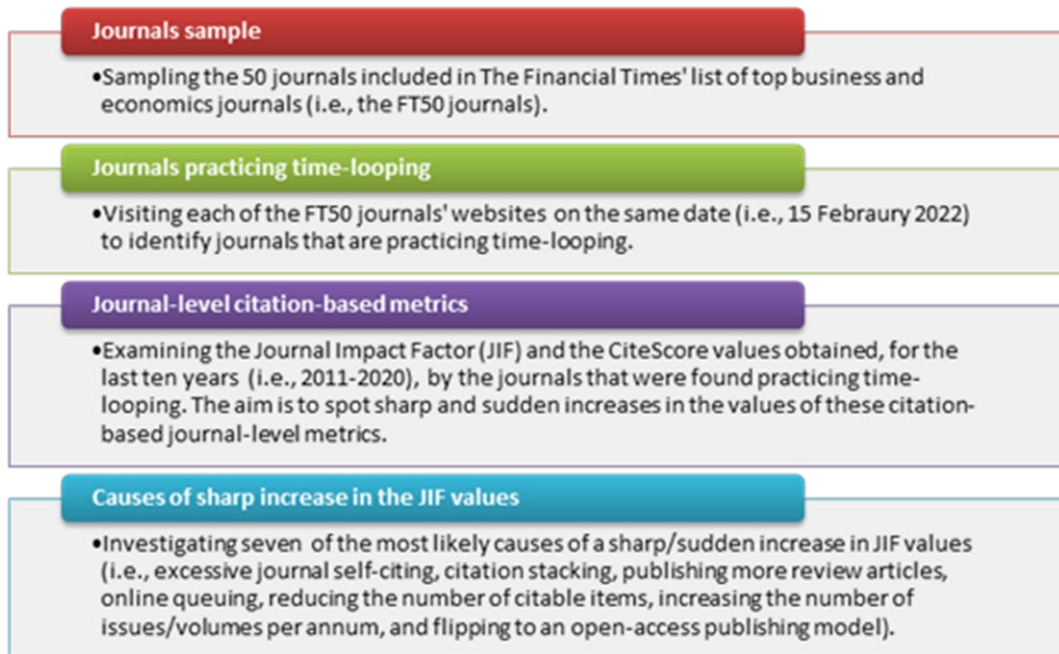 Journals sample
•Sampling the 50 journals included in The Financial Times' list of top business and
economics journals (i.e., the FT50 journals).
Journals practicing time-looping
•Visiting each of the FT50 journals' websites on the same date (i.e., 15 Febraury 2022)
to identify journals that are practicing time-looping.
Journal-level citation-based metrics
•Examining the Journal Impact Factor (JIF) and the CiteScore values obtained, for the
last ten years (i.e., 2011-2020), by the journals that were found practicing time-
looping. The aim is to spot sharp and sudden increases in the values of these citation-
based journal-level metrics.
Causes of sharp increase in the JIF values
•Investigating seven of the most likely causes of a sharp/sudden increase in JIF values
(i.e., excessive journal self-citing, citation stacking, publishing more review articles,
online queuing, reducing the number of citable items, increasing the number of
issues/volumes per annum, and flipping to an open-access publishing model).